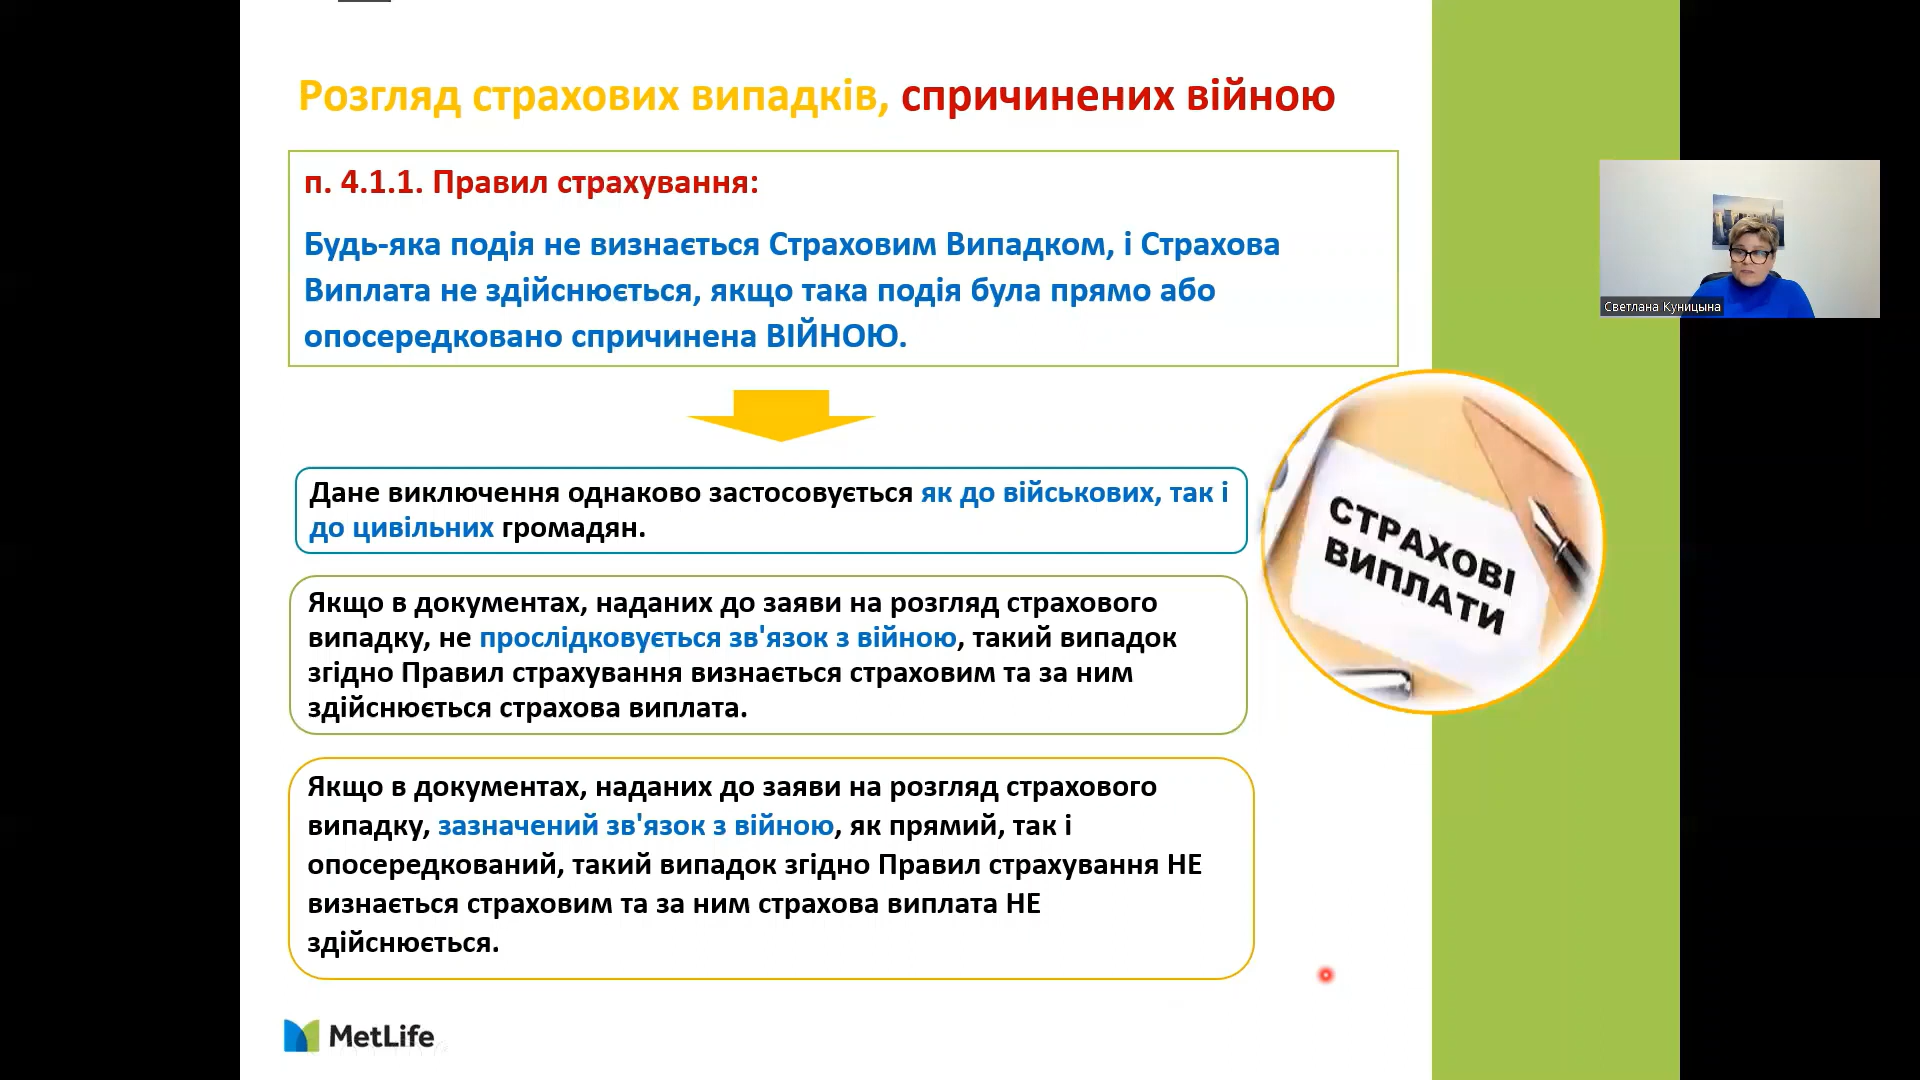 Розгляд страхових випадків, спричинених війною
п. 4.1.1. Правил страхування:
Будь-яка подія не визнається Страховим Випадком, і Страхова
Виплата не здійснюється, якщо така подія була прямо або
опосередковано спричинена ВІЙНОЮ.
Светлана Куницына
Дане виключення однаково застосовується як до військових, так і
до цивільних громадян.
СТРАХОВІ
ВИПЛАТИ
Якщо в документах, наданих до заяви на розгляд страхового
випадку, не прослідковується зв'язок з війною, такий випадок
згідно Правил страхування визнається страховим та за ним
здійснюється страхова виплата.
Якщо в документах, наданих до заяви на розгляд страхового
випадку, зазначений зв'язок з війною, як прямий, так і
опосередкований, такий випадок згідно Правил страхування НЕ
визнається страховим та за ним страхова виплата НЕ
здійснюється.
MetLife